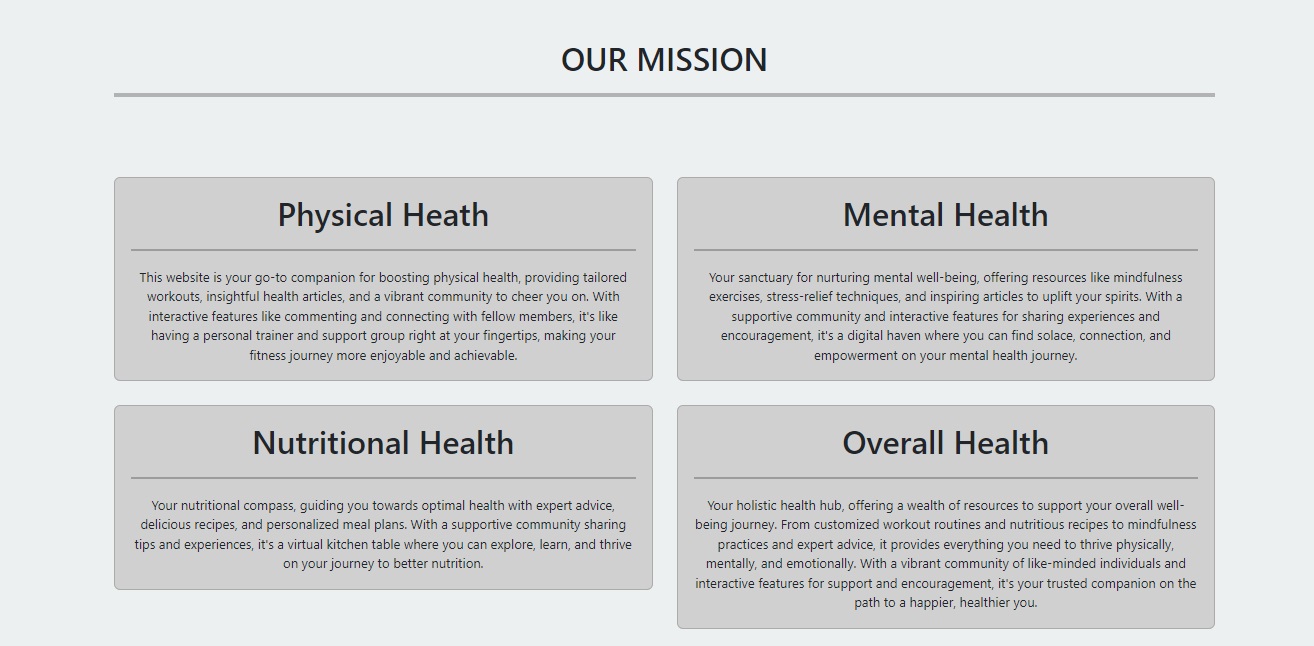 OUR MISSION
Physical Heath
This website is your go-to companion for boosting physical health, providing tailored
workouts, insightful health articles, and a vibrant community to cheer you on. With
interactive features like commenting and connecting with fellow members, it's like
having a personal trainer and support group right at your fingertips, making your
fitness journey more enjoyable and achievable.
Mental Health
Your sanctuary for nurturing mental well-being, offering resources like mindfulness
exercises, stress-relief techniques, and inspiring articles to uplift your spirits. With a
supportive community and interactive features for sharing experiences and
encouragement, it's a digital haven where you can find solace, connection, and
empowerment on your mental health journey.
Nutritional Health
Your nutritional compass, guiding you towards optimal health with expert advice,
delicious recipes, and personalized meal plans. With a supportive community sharing
tips and experiences, it's a virtual kitchen table where you can explore, learn, and thrive
on your journey to better nutrition.
Overall Health
Your holistic health hub, offering a wealth of resources to support your overall well-
being journey. From customized workout routines and nutritious recipes to mindfulness
practices and expert advice, it provides everything you need to thrive physically,
mentally, and emotionally. With a vibrant community of like-minded individuals and
interactive features for support and encouragement, it's your trusted companion on the
path to a happier, healthier you.